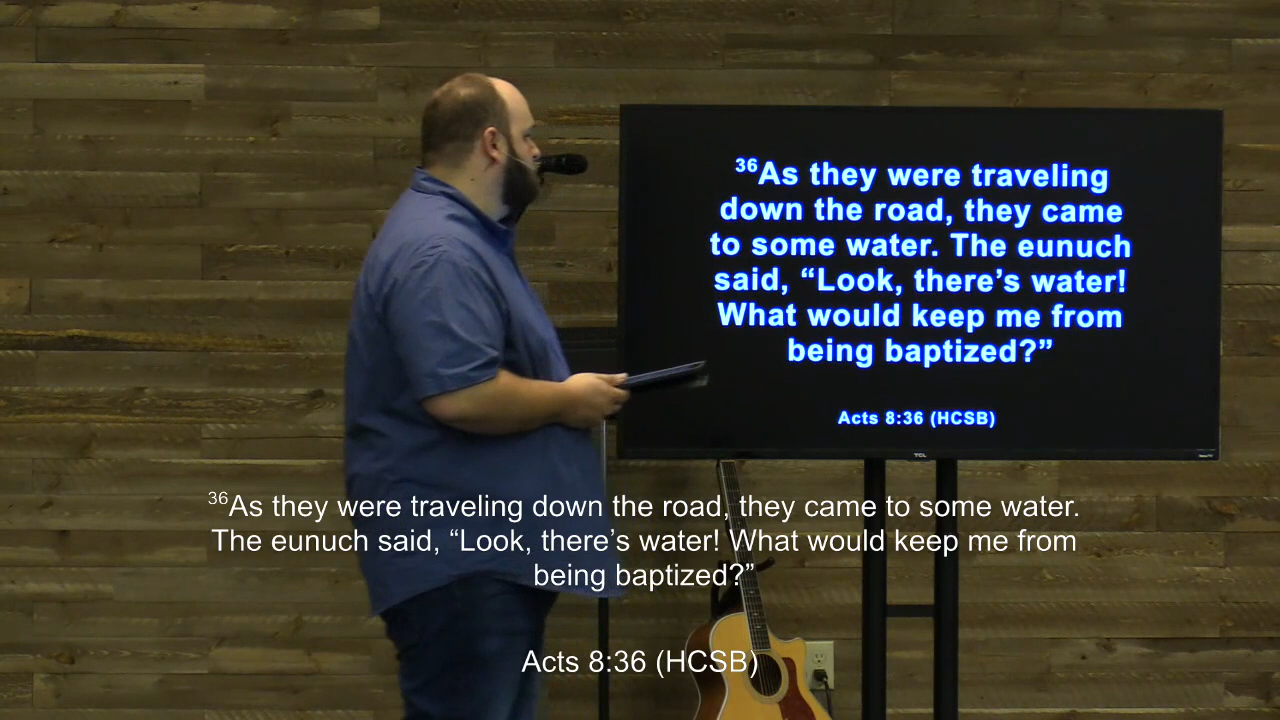 ³⁶As they were traveling
down the road, they came
to some water. The eunuch
said, “Look, there’s water!
What would keep me from
being baptized?”
Acts 8:36 (HCSB)
TCL
³⁶As they were traveling down the road, they came to some water.
The eunuch said, “Look, there’s water! What would keep me from
being baptized?”
Acts 8:36 (HCSB)